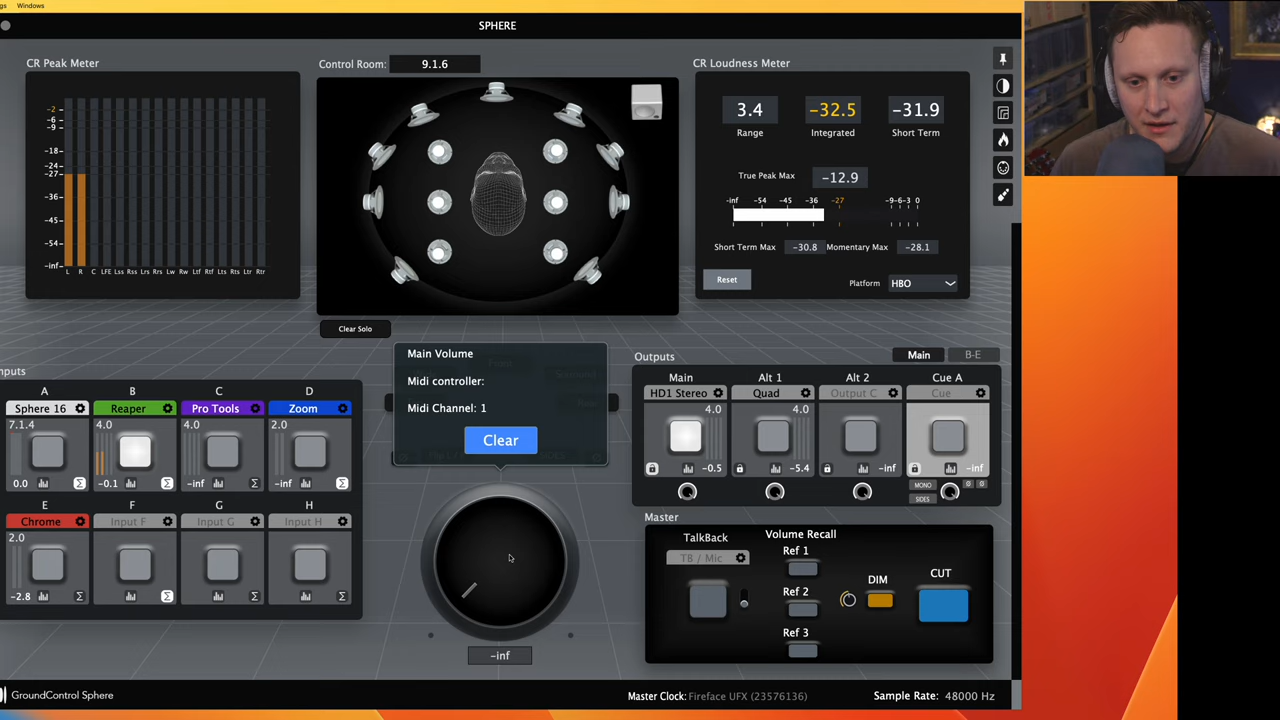 gs Windows
SPHERE
CR Peak Meter
-2
-6
-9
-18
-24
-27
-36
-45
-54
-inf
L R C LFE Lss Rss Lrs Rrs Lw Rw Ltf Rtf Lts Rts Ltr Rtr
Control Room: 9.1.6
Clear Solo
CR Loudness Meter
3.4 -32.5 -31.9
Range Integrated Short Term
True Peak Max -12.9
-inf -54 -45 -36 -27 -9 -6 -3 0
Short Term Max -30.8 Momentary Max -28.1
Reset
Platform HBO
nputs
A B C D
Sphere 16 Reaper Pro Tools Zoom
7.1.4 4.0 4.0 2.0
0.0 Σ -0.1 Σ -inf Σ -inf Σ
E F G H
Chrome Input F Input G Input H
2.0
-2.8 Σ Σ Σ Σ
Main Volume
Midi controller:
Midi Channel: 1
Clear
-inf
Outputs
Main B-E
Main Alt 1 Alt 2 Cue A
HD1 Stereo Quad Output C Cue
4.0 4.0
-0.5 -5.4 -inf -inf
MONO Ø Ø
SIDES
Master
TalkBack
TB / Mic
Volume Recall
Ref 1
Ref 2
Ref 3
DIM
CUT
GroundControl Sphere
Master Clock: Fireface UFX (23576136)
Sample Rate: 48000 Hz